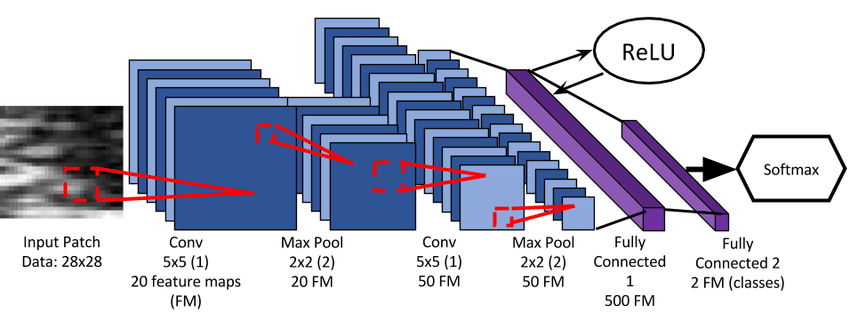 ReLU
Softmax
Input Patch
Data: 28x28
Conv
5x5 (1)
20 feature maps
(FM)
Max Pool
2x2 (2)
20 FM
Conv
5x5 (1)
50 FM
Max Pool
2x2 (2)
50 FM
Fully
Connected
1
500 FM
Fully
Connected 2
2 FM (classes)